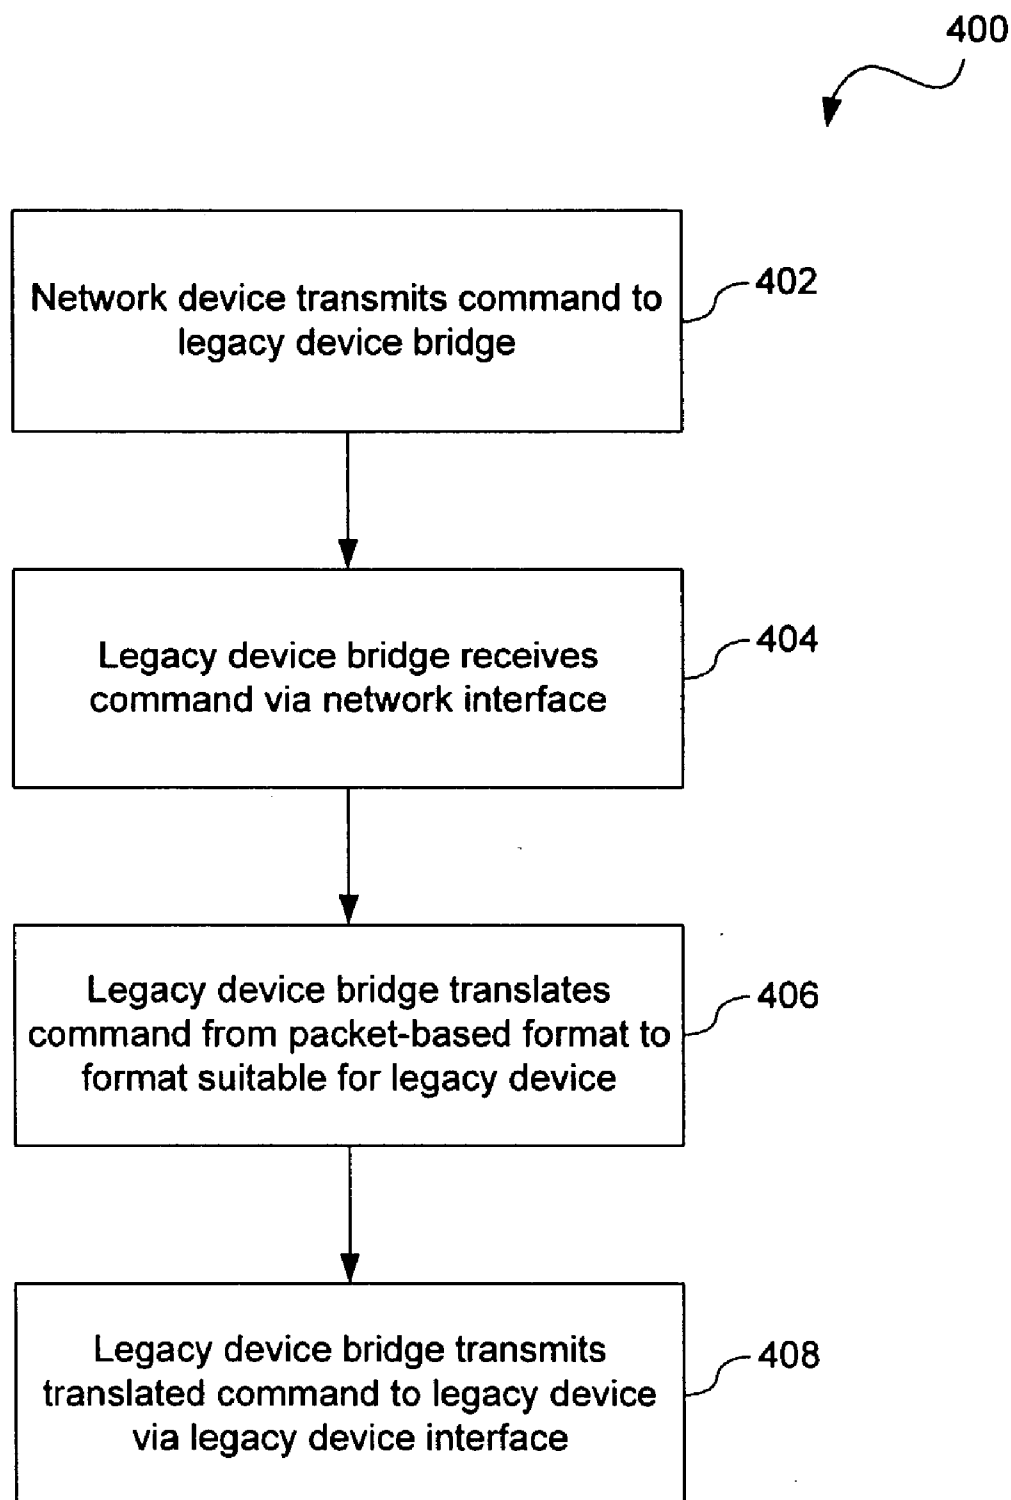 400
Network device transmits command to
legacy device bridge
402
Legacy device bridge receives
command via network interface
404
Legacy device bridge translates
command from packet-based format to
format suitable for legacy device
406
Legacy device bridge transmits
translated command to legacy device
via legacy device interface
408